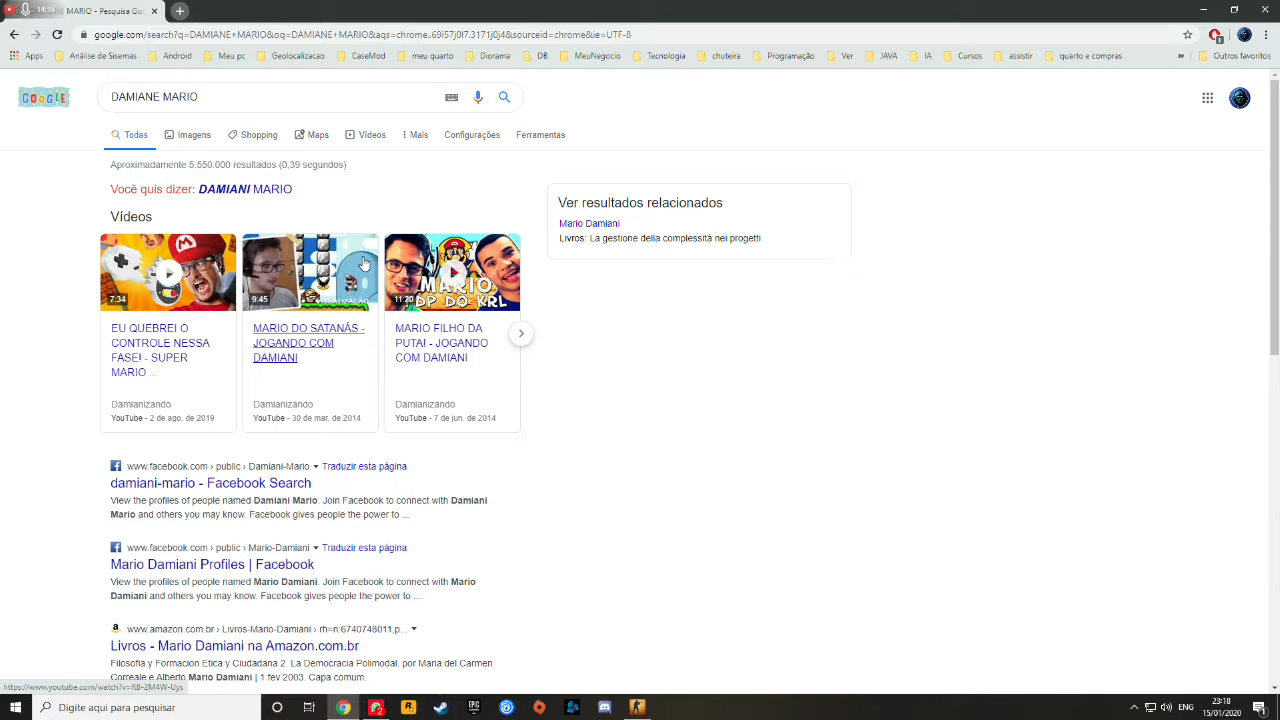 14:16
MARIO - Pesquisa Go
google.com/search?q=DAMIANE+MARIO&oq=DAMIANE+MARIO&aqs=chrome..69i57j0l7.3171j0j4&sourceid=chrome&ie=UTF-8
Apps Análise de Sisemas Android Meu pc Geolocalizacao CaseMod meu quarto Diorama DB MeuNegocio Tecnologia chuteira Programação Ver JAVA IA Cursos assistir quarto e compras » Outros favoritos
GOOGLE DAMIANE MARIO
Todas Imagens Shopping Maps Vídeos Mais Configurações Ferramentas
Aproximadamente 5.550.000 resultados (0,39 segundos)
Você quis dizer: DAMIANI MARIO
Vídeos
7:34
9:45
11:20
MARIO
DP DO KRL
EU QUEBREI O
CONTROLE NESSA
FASE! - SUPER
MARIO ...
Damianizando
YouTube - 2 de ago. de 2019
MARIO DO SATANÁS -
JOGANDO COM
DAMIANI
Damianizando
YouTube - 30 de mar. de 2014
MARIO FILHO DA
PUTA! - JOGANDO
COM DAMIANI
Damianizando
YouTube - 7 de jun. de 2014
Ver resultados relacionados
Mario Damiani
Livros: La gestione della complessità nei progetti
www.facebook.com › public › Damiani-Mario Traduzir esta página
damiani-mario - Facebook Search
View the profiles of people named Damiani Mario. Join Facebook to connect with Damiani
Mario and others you may know. Facebook gives people the power to ...
www.facebook.com › public › Mario-Damiani Traduzir esta página
Mario Damiani Profiles | Facebook
View the profiles of people named Mario Damiani. Join Facebook to connect with Mario
Damiani and others you may know. Facebook gives people the power to ...
www.amazon.com.br › Livros-Mario-Damiani › rh=n:6740748011,p...
Livros - Mario Damiani na Amazon.com.br
Filosofia y Formacion Etica y Ciudadana 2. La Democracia Polimodal. por Maria del Carmen
Correale e Alberto Mario Damiani | 1 fev 2003. Capa comum.
https://www.youtube.com/watch?v=RB-2M4W-Uys
Digite aqui para pesquisar
EPIC
ENG
23:18
15/01/2020